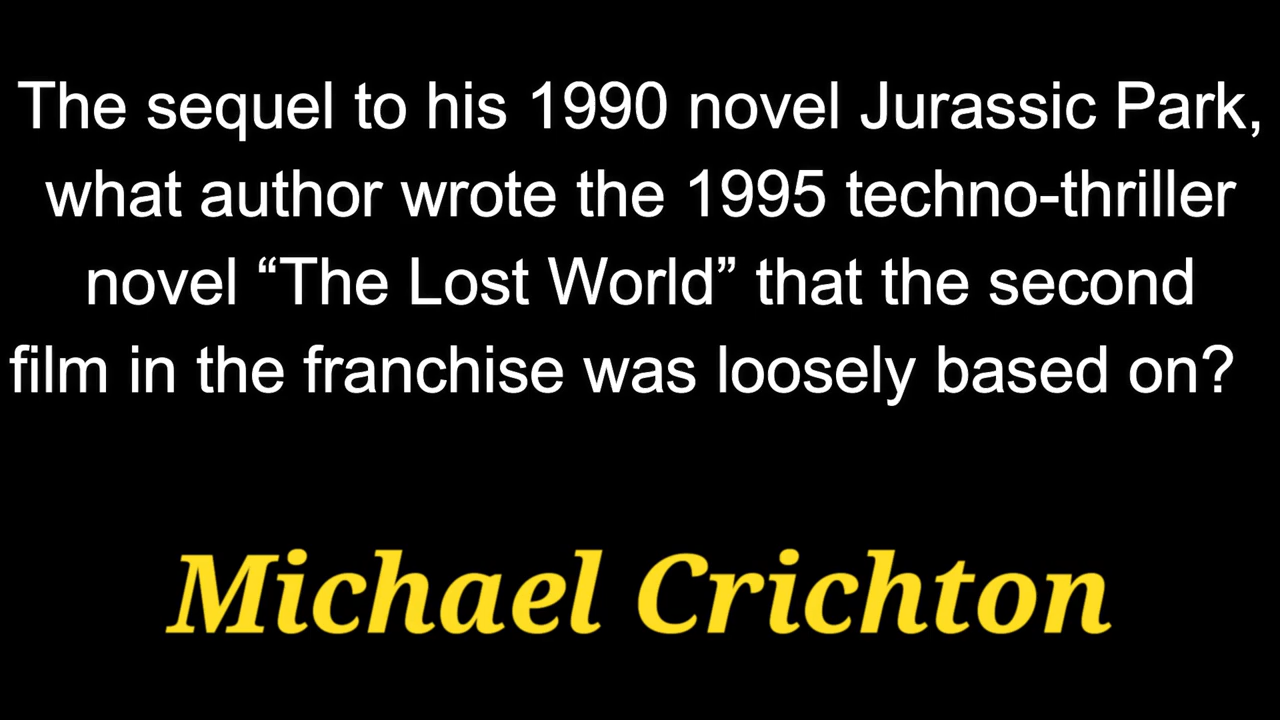 The sequel to his 1990 novel Jurassic Park,
what author wrote the 1995 techno-thriller
novel “The Lost World” that the second
film in the franchise was loosely based on?
Michael Crichton